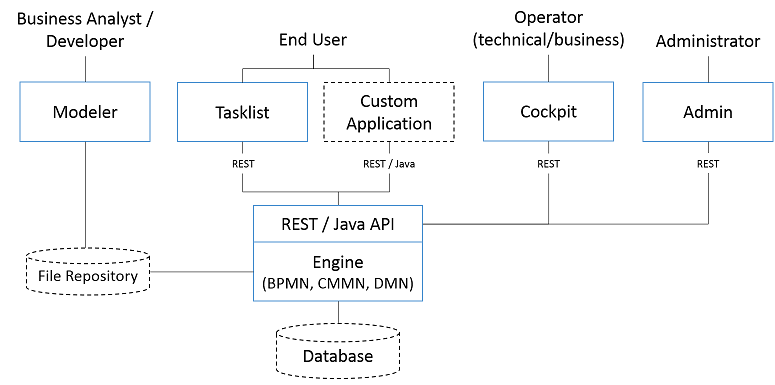 Business Analyst /
Developer
End User
Operator
(technical/business)
Administrator
Modeler
Tasklist
Custom
Application
Cockpit
Admin
REST
REST / Java
REST
REST
REST / Java API
Engine
(BPMN, CMMN, DMN)
File Repository
Database